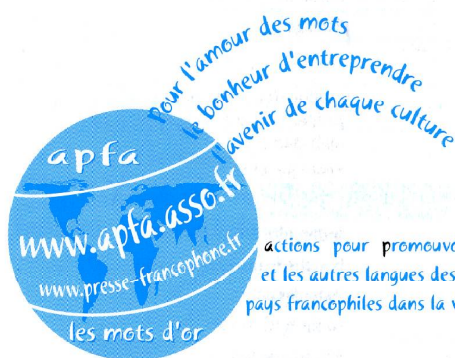 Pour l'amour des mots
le bonheur d'entreprendre
l'avenir de chaque culture
apfa
www.apfa.asso.fr
www.presse-francophone.fr
les mots d'or
actions pour
et les autres langues des
pays francophiles dans la